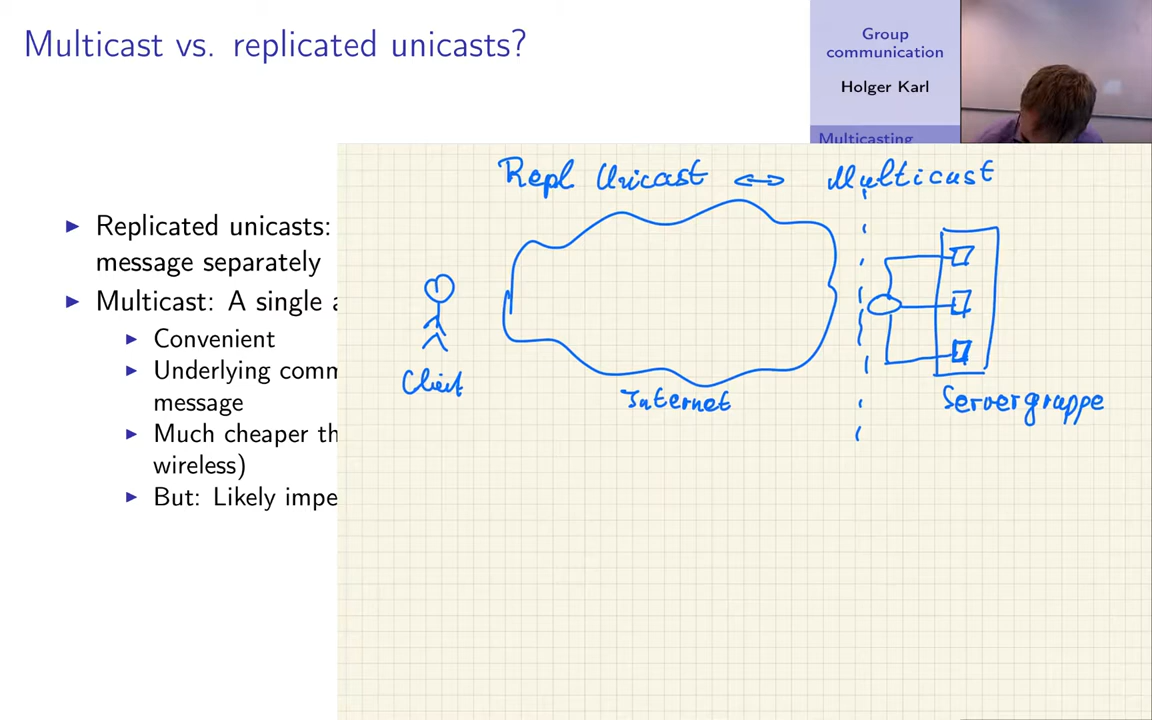 Multicast vs. replicated unicasts?
Group
communication
Holger Karl
Multicasting
Repl Unicast ↔ Multicast
Replicated unicasts:
message separately
Multicast: A single a
Convenient
Underlying comm
message
Much cheaper th
wireless)
But: Likely impe
Client
Internet
Servergruppe